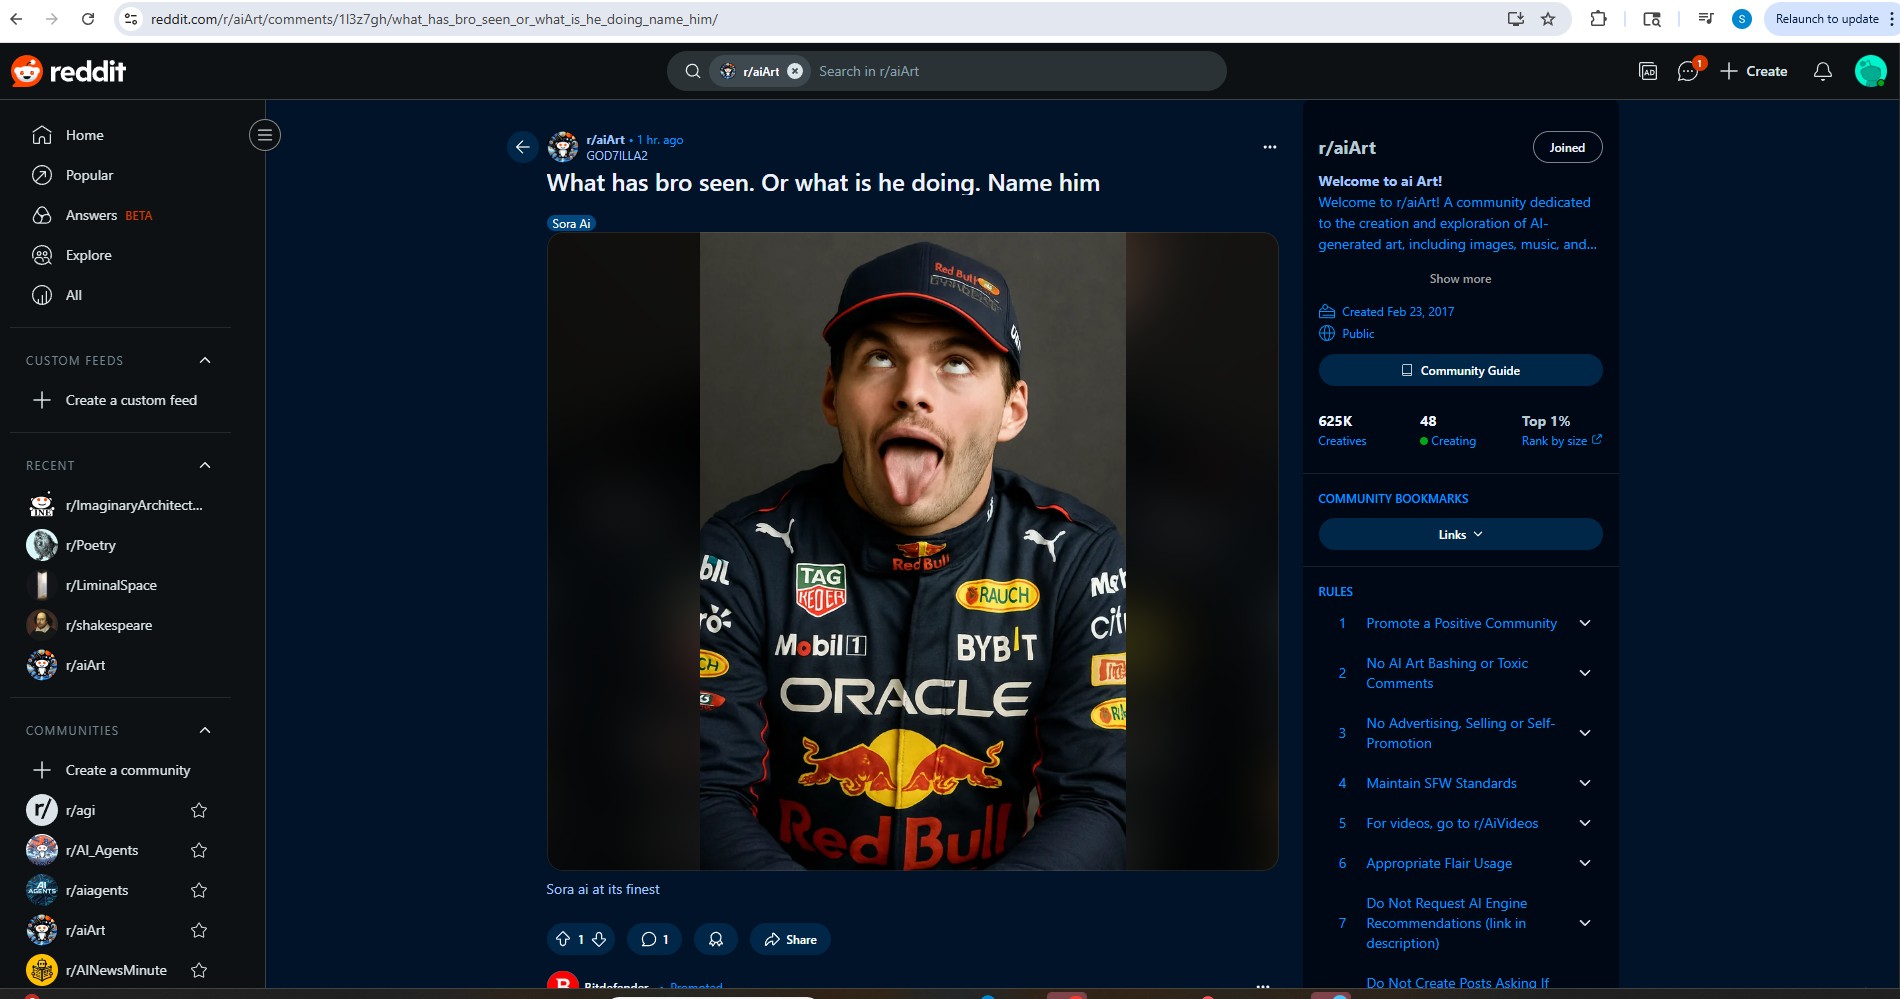 reddit.com/r/aiArt/comments/1l3z7gh/what_has_bro_seen_or_what_is_he_doing_name_him/
S
Relaunch to update
reddit
r/aiArt
Search in r/aiArt
AD
1
Create
Home
Popular
Answers BETA
Explore
All
CUSTOM FEEDS
Create a custom feed
RECENT
r/ImaginaryArchitect...
r/Poetry
r/LiminalSpace
r/shakespeare
r/aiArt
COMMUNITIES
Create a community
r/agi
r/AI_Agents
r/aiagents
r/aiArt
r/AINewsMinute
r/aiArt • 1 hr. ago
GOD7ILLA2
What has bro seen. Or what is he doing. Name him
Sora Ai
Red Bull
Red Bull
TAG
RAUCH
Mobil 1
BYBIT
ORACLE
Red Bull
Sora ai at its finest
1
1
Share
Bitdefender • Promoted
r/aiArt
Joined
Welcome to ai Art!
Welcome to r/aiArt! A community dedicated
to the creation and exploration of AI-
generated art, including images, music, and...
Show more
Created Feb 23, 2017
Public
Community Guide
625K
Creatives
48
Creating
Top 1%
Rank by size
COMMUNITY BOOKMARKS
Links
RULES
1 Promote a Positive Community
2 No AI Art Bashing or Toxic
Comments
3 No Advertising, Selling or Self-
Promotion
4 Maintain SFW Standards
5 For videos, go to r/AiVideos
6 Appropriate Flair Usage
7 Do Not Request AI Engine
Recommendations (link in
description)
Do Not Create Posts Asking If